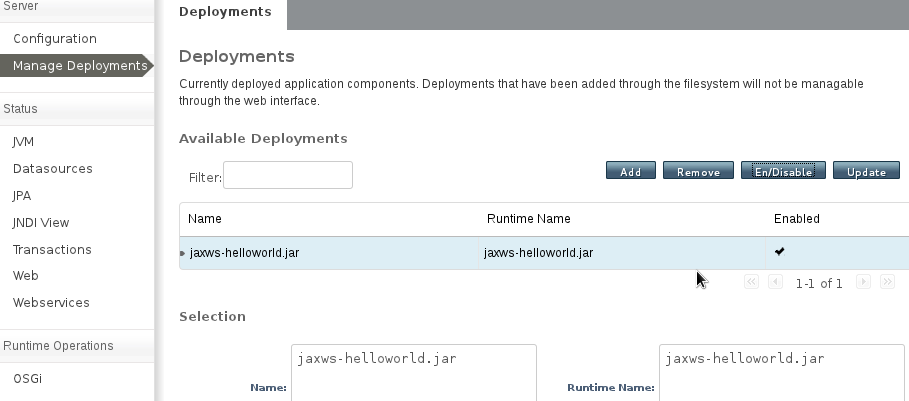 Server
Deployments
Configuration
Manage Deployments
Status
JVM
Datasources
JPA
JNDI View
Transactions
Web
Webservices
Runtime Operations
OSGi
Deployments
Currently deployed application components. Deployments that have been added through the filesystem will not be managable
through the web interface.
Available Deployments
Filter:
Add Remove En/Disable Update
Name Runtime Name Enabled
jaxws-helloworld.jar jaxws-helloworld.jar
1-1 of 1
Selection
Name: jaxws-helloworld.jar
Runtime Name: jaxws-helloworld.jar